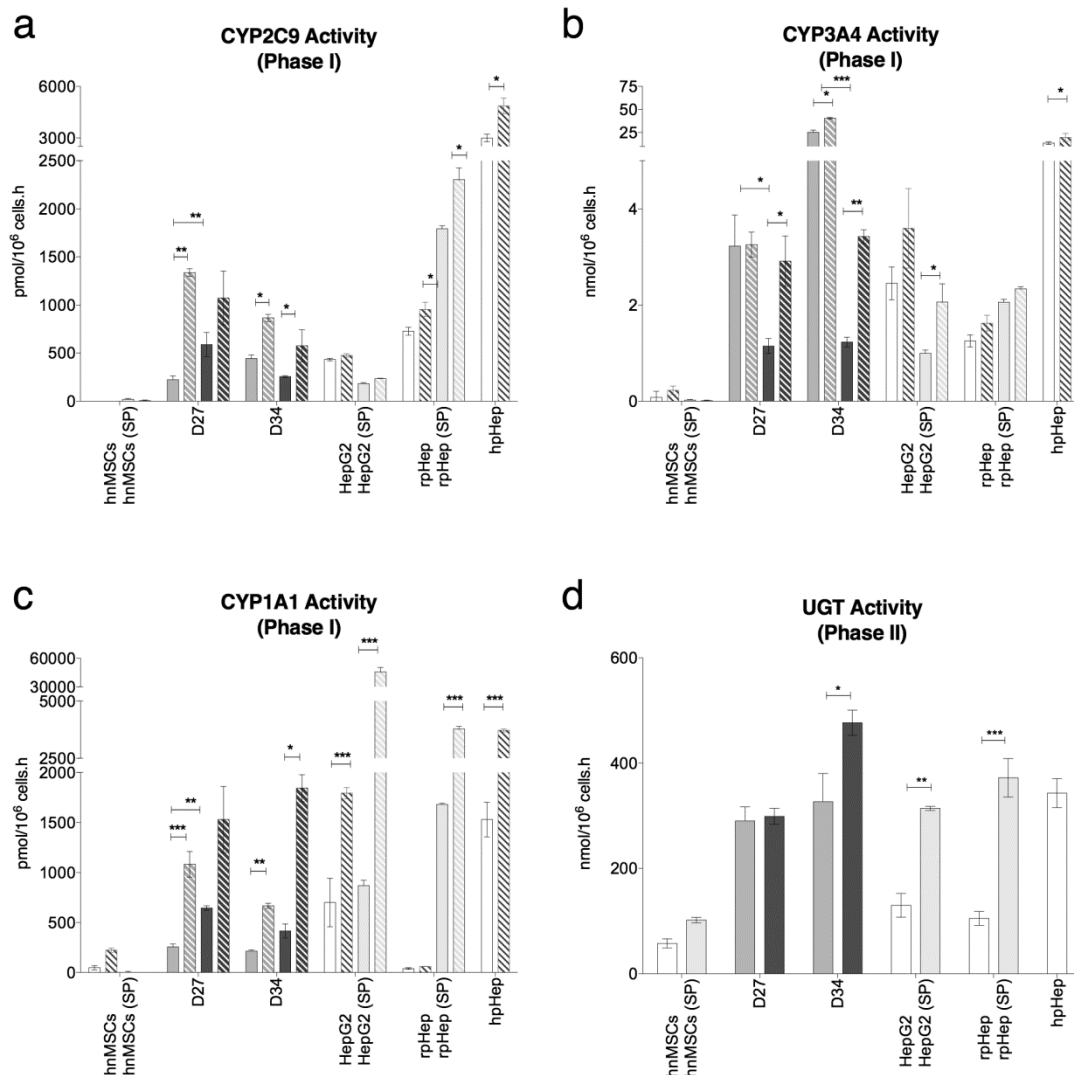 a
CYP2C9 Activity
(Phase I)
6000
3000
2500
2000
1500
1000
500
0
pmol/10⁶ cells.h
**
**
*
*
*
*
*
hnMSCs
hnMSCs (SP)
D27
D34
HepG2
HepG2 (SP)
rpHep
rpHep (SP)
hpHep
b
CYP3A4 Activity
(Phase I)
75
50
25
4
2
0
nmol/10⁶ cells.h
*
*
***
*
**
*
*
hnMSCs
hnMSCs (SP)
D27
D34
HepG2
HepG2 (SP)
rpHep
rpHep (SP)
hpHep
c
CYP1A1 Activity
(Phase I)
60000
30000
5000
2500
2000
1500
1000
500
0
pmol/10⁶ cells.h
***
**
**
*
***
***
***
***
hnMSCs
hnMSCs (SP)
D27
D34
HepG2
HepG2 (SP)
rpHep
rpHep (SP)
hpHep
d
UGT Activity
(Phase II)
600
400
200
0
nmol/10⁶ cells.h
*
**
***
hnMSCs
hnMSCs (SP)
D27
D34
HepG2
HepG2 (SP)
rpHep
rpHep (SP)
hpHep